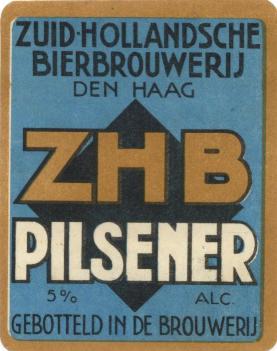 ZUID-HOLLANDSCHE
BIERBROUWERIJ
DEN HAAG
ZHB
PILSENER
5% ALC.
GEBOTTELD IN DE BROUWERIJ